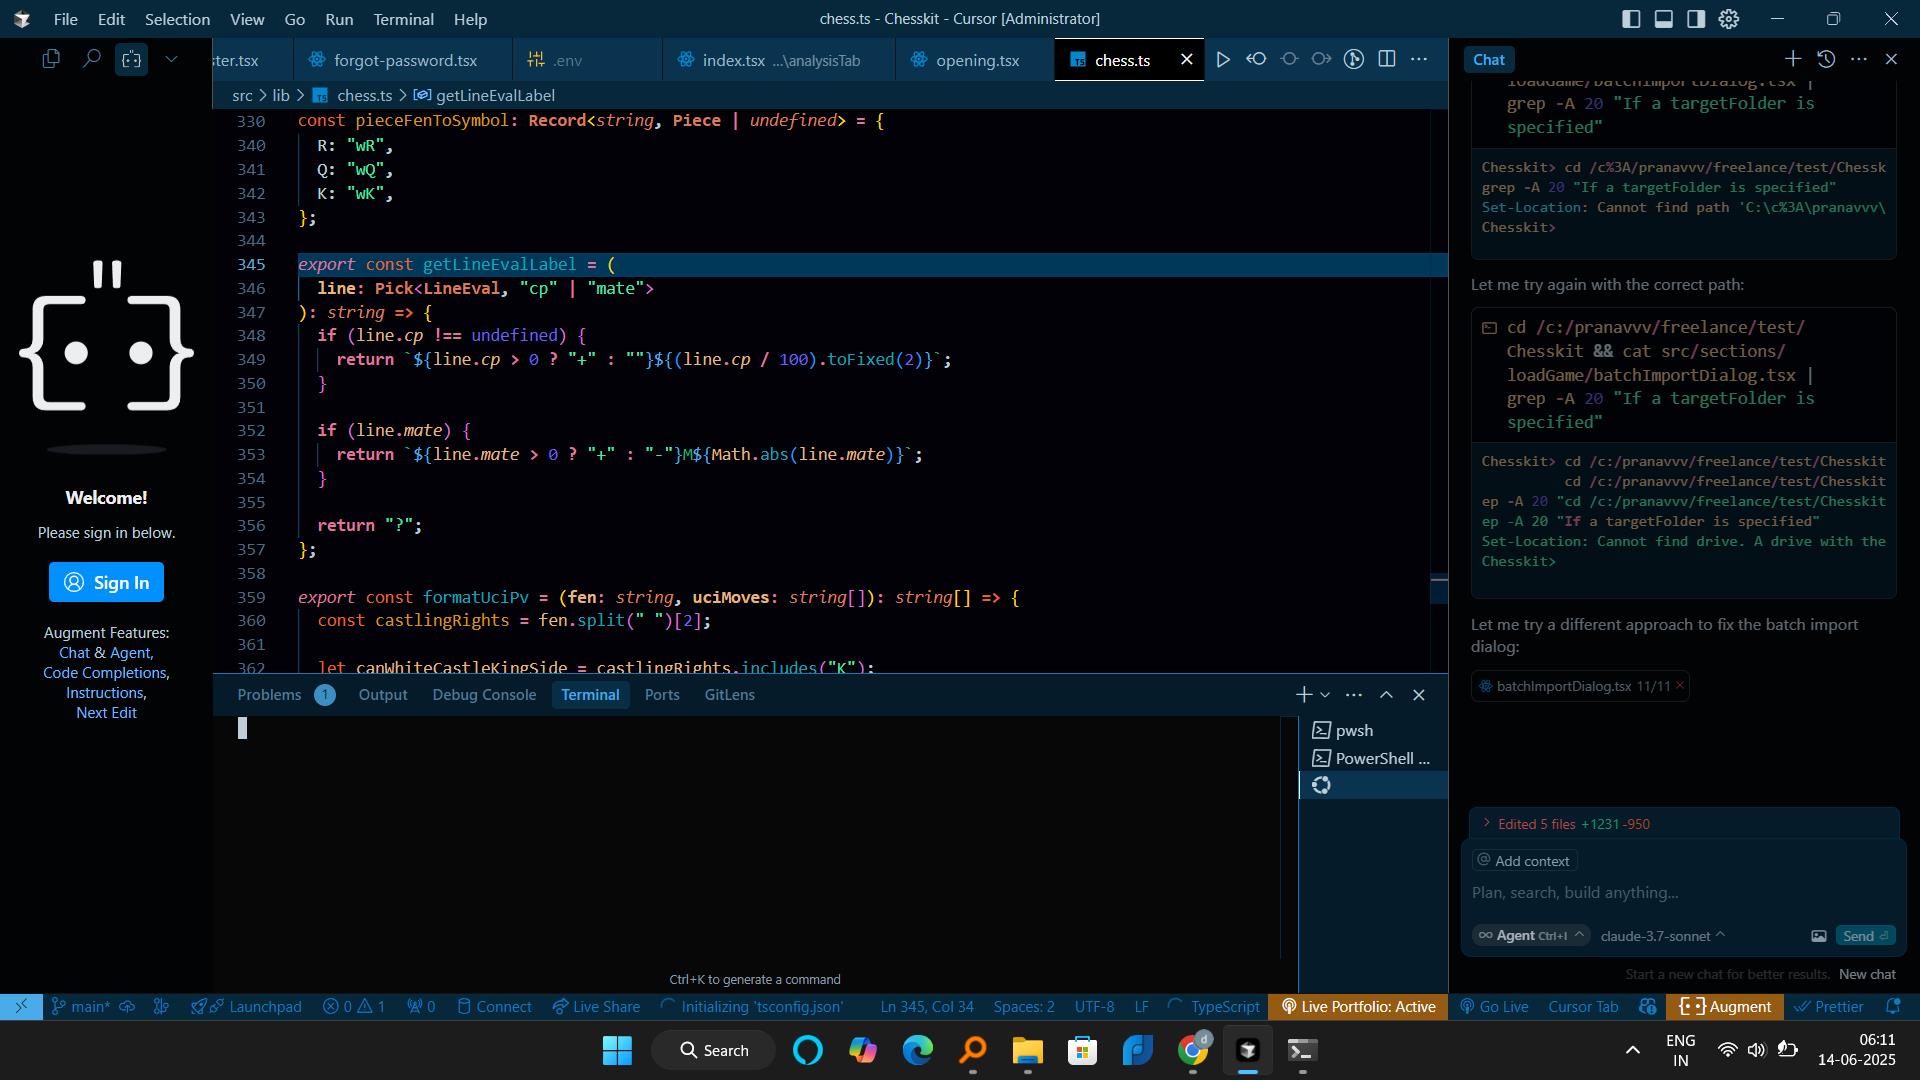 File Edit Selection View Go Run Terminal Help
chess.ts - Chesskit - Cursor [Administrator]
ster.tsx
forgot-password.tsx
.env
index.tsx ...\analysisTab
opening.tsx
chess.ts
src > lib > chess.ts > getLineEvalLabel
330 const pieceFenToSymbol: Record<string, Piece | undefined> = {
340 R: "wR",
341 Q: "wQ",
342 K: "wK",
343 };
344
345 export const getLineEvalLabel = (
346 line: Pick<LineEval, "cp" | "mate">
347 ): string => {
348 if (line.cp !== undefined) {
349 return `${line.cp > 0 ? "+" : ""}${(line.cp / 100).toFixed(2)}`;
350 }
351
352 if (line.mate) {
353 return `${line.mate > 0 ? "+" : "-"}M${Math.abs(line.mate)}`;
354 }
355
356 return "?";
357 };
358
359 export const formatUciPv = (fen: string, uciMoves: string[]): string[] => {
360 const castlingRights = fen.split(" ")[2];
361
362 let canWhiteCastleKingSide = castlingRights.includes("K");
Welcome!
Please sign in below.
Sign In
Augment Features:
Chat & Agent,
Code Completions,
Instructions,
Next Edit
Problems 1 Output Debug Console Terminal Ports GitLens
pwsh
PowerShell ...
Ctrl+K to generate a command
Chat
loadGame/batchImportDialog.tsx |
grep -A 20 "If a targetFolder is
specified"
Chesskit> cd /c%3A/pranavvv/freelance/test/Chessk
grep -A 20 "If a targetFolder is specified"
Set-Location: Cannot find path 'C:\c%3A\pranavvv\
Chesskit>
Let me try again with the correct path:
cd /c:/pranavvv/freelance/test/
Chesskit && cat src/sections/
loadGame/batchImportDialog.tsx |
grep -A 20 "If a targetFolder is
specified"
Chesskit> cd /c:/pranavvv/freelance/test/Chesskit
cd /c:/pranavvv/freelance/test/Chesskit
ep -A 20 "cd /c:/pranavvv/freelance/test/Chesskit
ep -A 20 "If a targetFolder is specified"
Set-Location: Cannot find drive. A drive with the
Chesskit>
Let me try a different approach to fix the batch import
dialog:
batchImportDialog.tsx 11/11
Edited 5 files +1231 -950
@ Add context
Plan, search, build anything...
Agent Ctrl+I claude-3.7-sonnet Send
Start a new chat for better results. New chat
main* Launchpad 0 1 0 Connect Live Share Initializing 'tsconfig.json' Ln 345, Col 34 Spaces: 2 UTF-8 LF TypeScript Live Portfolio: Active Go Live Cursor Tab Augment Prettier
Search
d
ENG
IN
06:11
14-06-2025